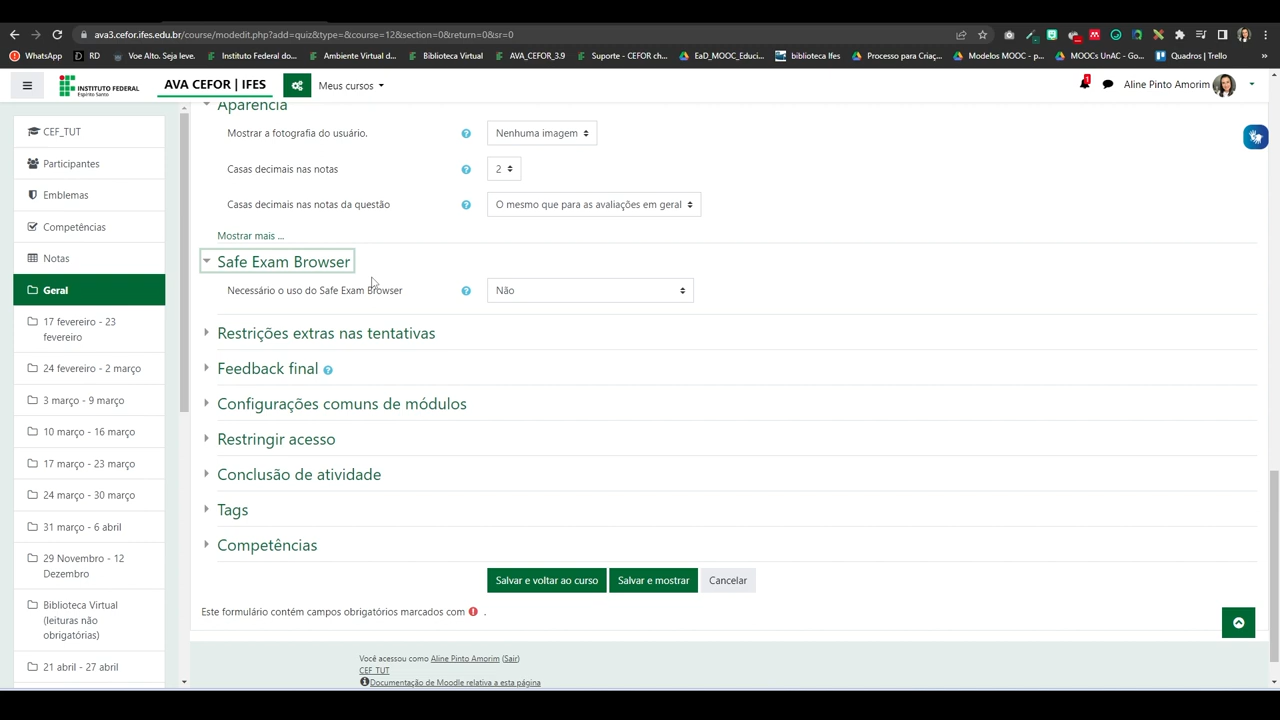 ava3.cefor.ifes.edu.br/course/modedit.php?add=quiz&type=&course=12&section=0&return=0&sr=0
WhatsApp
RD
Voe Alto. Seja leve.
Instituto Federal do...
Ambiente Virtual d...
Biblioteca Virtual
AVA_CEFOR_3.9
Suporte - CEFOR ch...
EaD_MOOC_Educi...
biblioteca Ifes
Processo para Criaç...
Modelos MOOC — p...
MOOCs UnAC - Go...
Quadros | Trello
INSTITUTO FEDERAL
Espírito Santo
AVA CEFOR | IFES
Meus cursos
1
Aline Pinto Amorim
CEF_TUT
Participantes
Emblemas
Competências
Notas
Geral
17 fevereiro - 23
fevereiro
24 fevereiro - 2 março
3 março - 9 março
10 março - 16 março
17 março - 23 março
24 março - 30 março
31 março - 6 abril
29 Novembro - 12
Dezembro
Biblioteca Virtual
(leituras não
obrigatórias)
21 abril - 27 abril
Aparência
Mostrar a fotografia do usuário.
Nenhuma imagem
Casas decimais nas notas
2
Casas decimais nas notas da questão
O mesmo que para as avaliações em geral
Mostrar mais ...
Safe Exam Browser
Necessário o uso do Safe Exam Browser
Não
Restrições extras nas tentativas
Feedback final
Configurações comuns de módulos
Restringir acesso
Conclusão de atividade
Tags
Competências
Salvar e voltar ao curso
Salvar e mostrar
Cancelar
Este formulário contém campos obrigatórios marcados com .
Você acessou como Aline Pinto Amorim (Sair)
CEF_TUT
Documentação de Moodle relativa a esta página